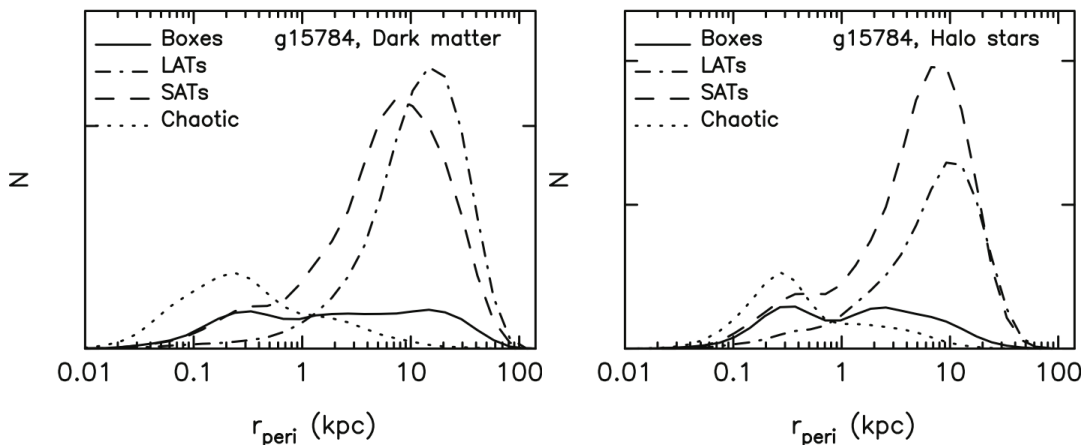 Boxes g15784, Dark matter
LATs
SATs
Chaotic
N
0.01 0.1 1 10 100
r_peri (kpc)
Boxes g15784, Halo stars
LATs
SATs
Chaotic
N
0.01 0.1 1 10 100
r_peri (kpc)